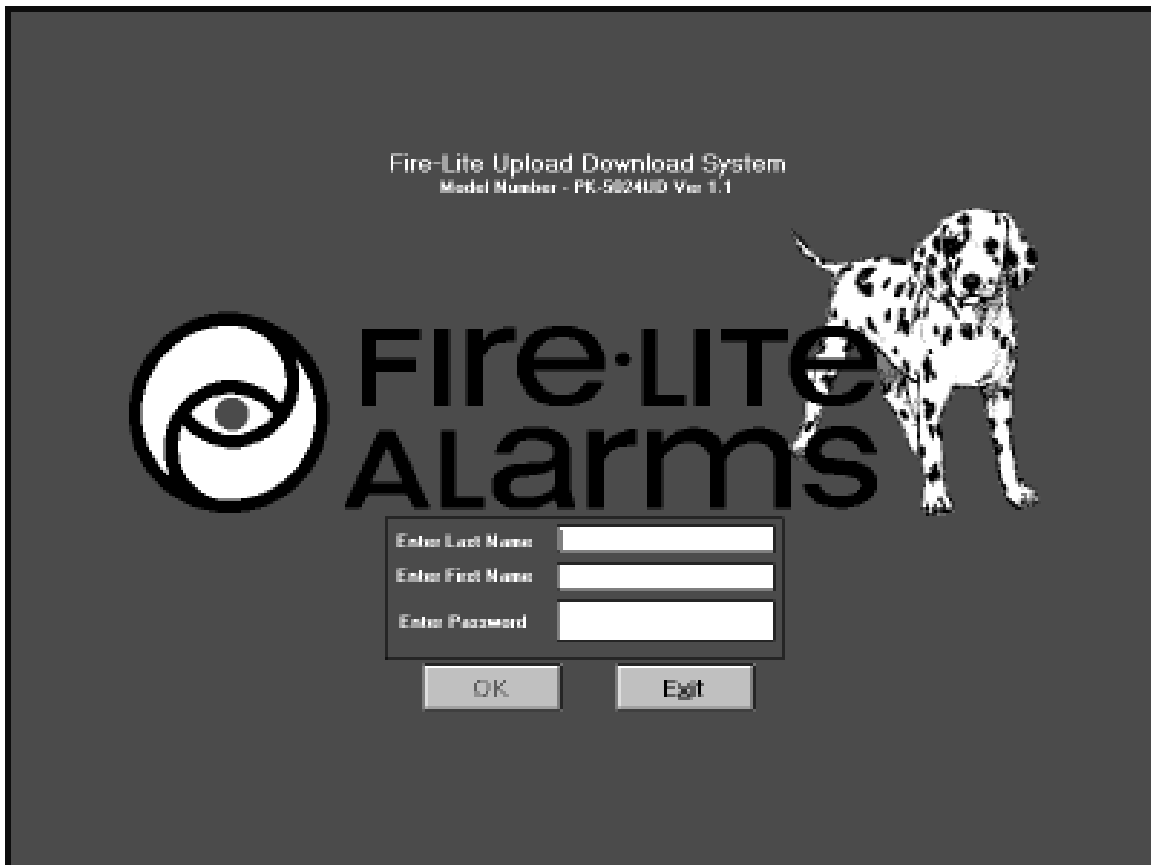 Fire-Lite Upload Download System
Model Number - PK-5024UD Ver 1.1
FIre·LITe
ALarms
Enter Last Name
Enter First Name
Enter Password
OK Exit